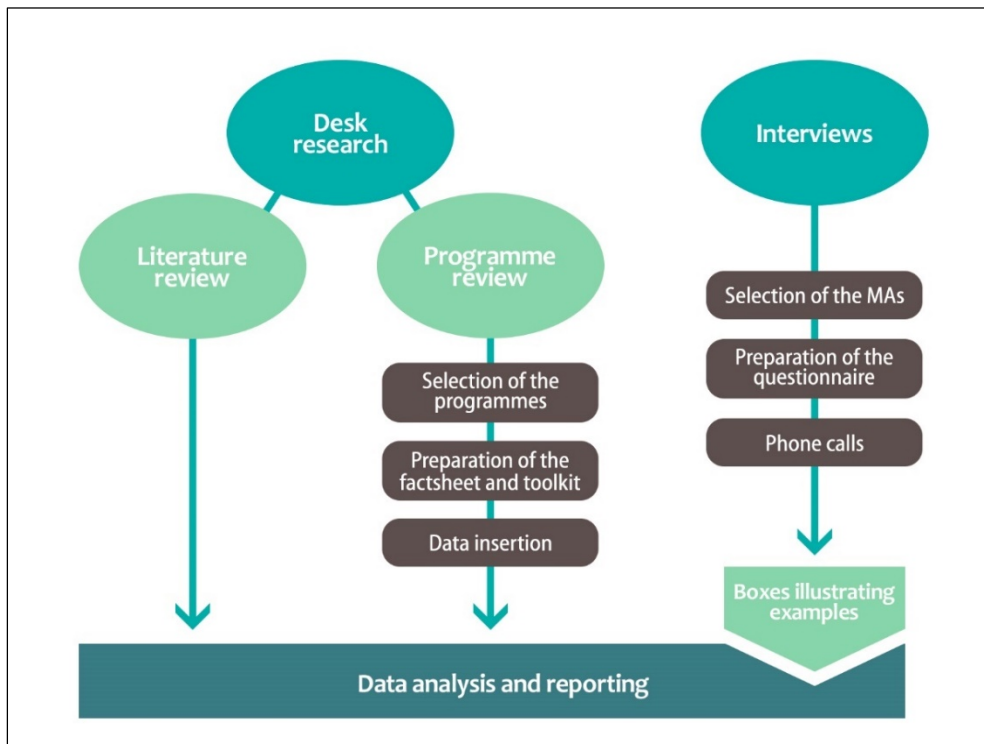 Desk
research
Interviews
Literature
review
Programme
review
Selection of the MAs
Preparation of the
questionnaire
Phone calls
Selection of the
programmes
Preparation of the
factsheet and toolkit
Data insertion
Boxes illustrating
examples
Data analysis and reporting